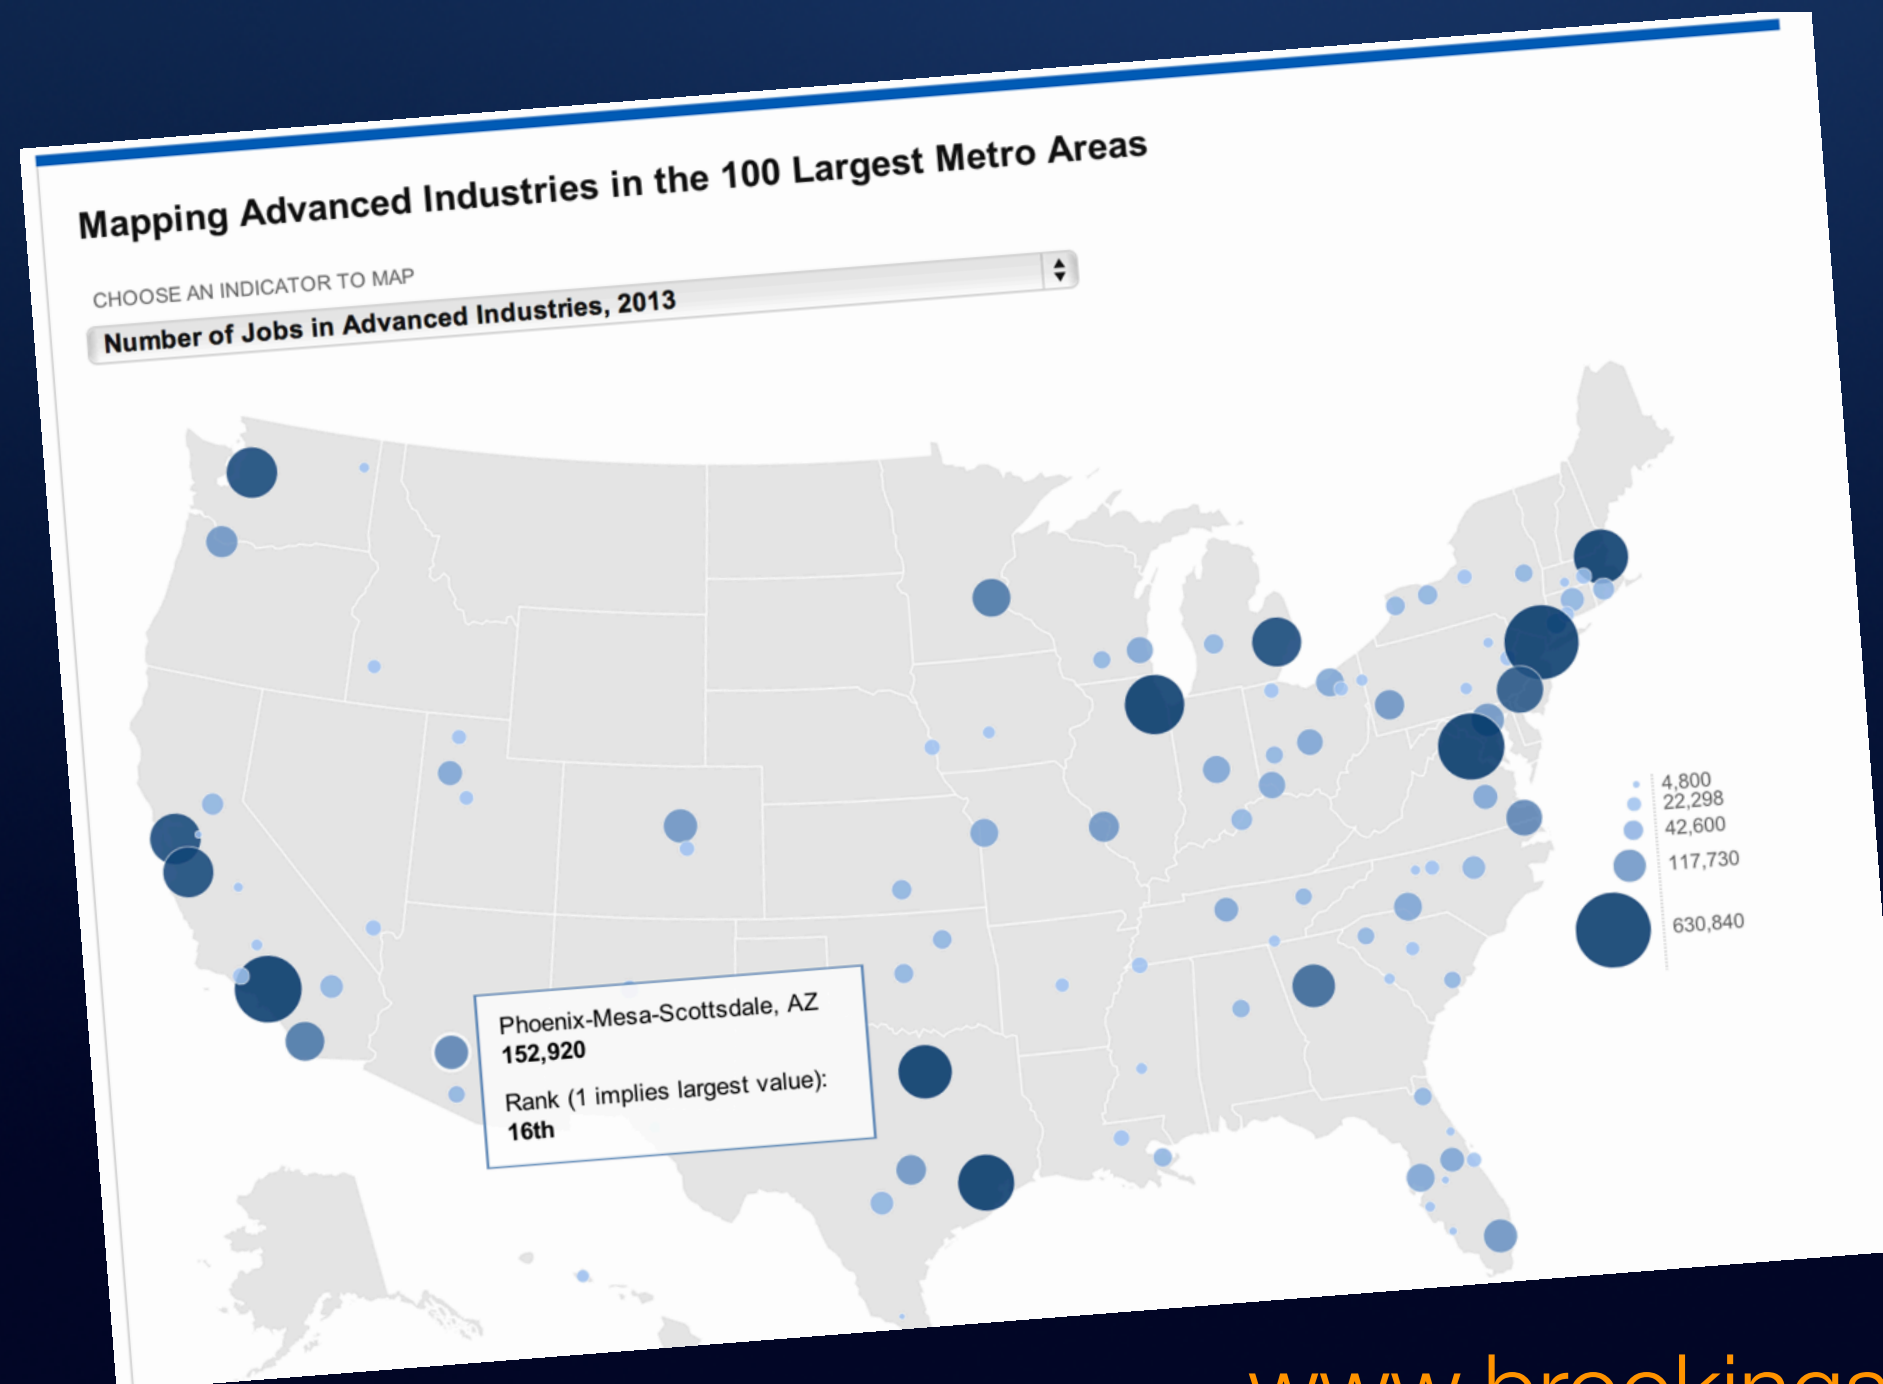 Mapping Advanced Industries in the 100 Largest Metro Areas
CHOOSE AN INDICATOR TO MAP
Number of Jobs in Advanced Industries, 2013
4,800
22,298
42,600
117,730
630,840
Phoenix-Mesa-Scottsdale, AZ
152,920
Rank (1 implies largest value):
16th
www.brookings